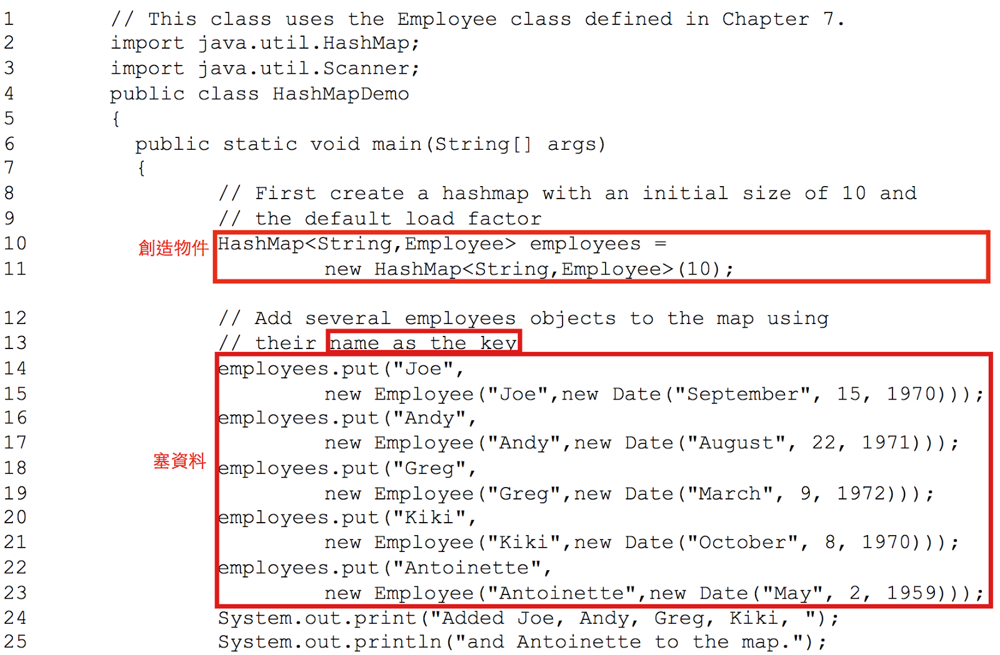 1 // This class uses the Employee class defined in Chapter 7.
2 import java.util.HashMap;
3 import java.util.Scanner;
4 public class HashMapDemo
5 {
6 public static void main(String[] args)
7 {
8 // First create a hashmap with an initial size of 10 and
9 // the default load factor
10 創造物件 HashMap<String,Employee> employees =
11 new HashMap<String,Employee>(10);
12 // Add several employees objects to the map using
13 // their name as the key
14 employees.put("Joe",
15 new Employee("Joe",new Date("September", 15, 1970)));
16 employees.put("Andy",
17 new Employee("Andy",new Date("August", 22, 1971)));
18 塞資料 employees.put("Greg",
19 new Employee("Greg",new Date("March", 9, 1972)));
20 employees.put("Kiki",
21 new Employee("Kiki",new Date("October", 8, 1970)));
22 employees.put("Antoinette",
23 new Employee("Antoinette",new Date("May", 2, 1959)));
24 System.out.print("Added Joe, Andy, Greg, Kiki, ");
25 System.out.println("and Antoinette to the map.");